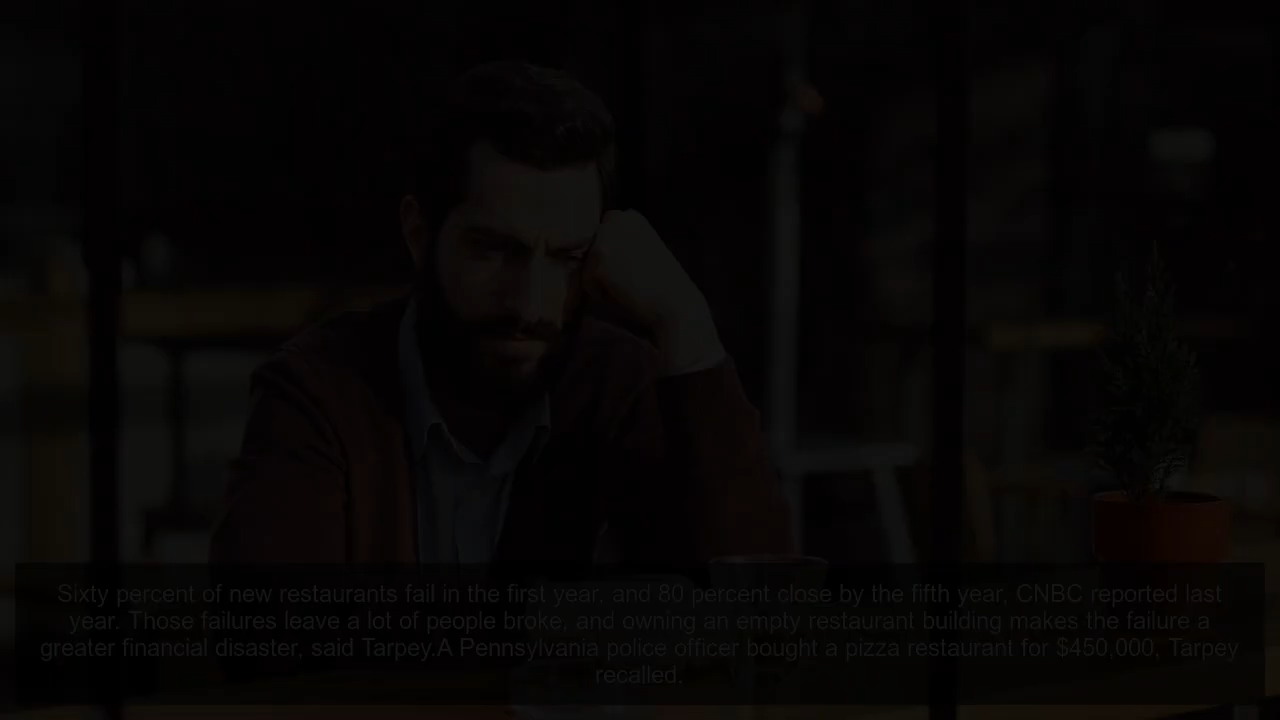 Sixty percent of new restaurants fail in the first year, and 80 percent close by the fifth year, CNBC reported last
year. Those failures leave a lot of people broke, and owning an empty restaurant building makes the failure a
greater financial disaster, said Tarpey.A Pennsylvania police officer bought a pizza restaurant for $450,000, Tarpey
recalled.